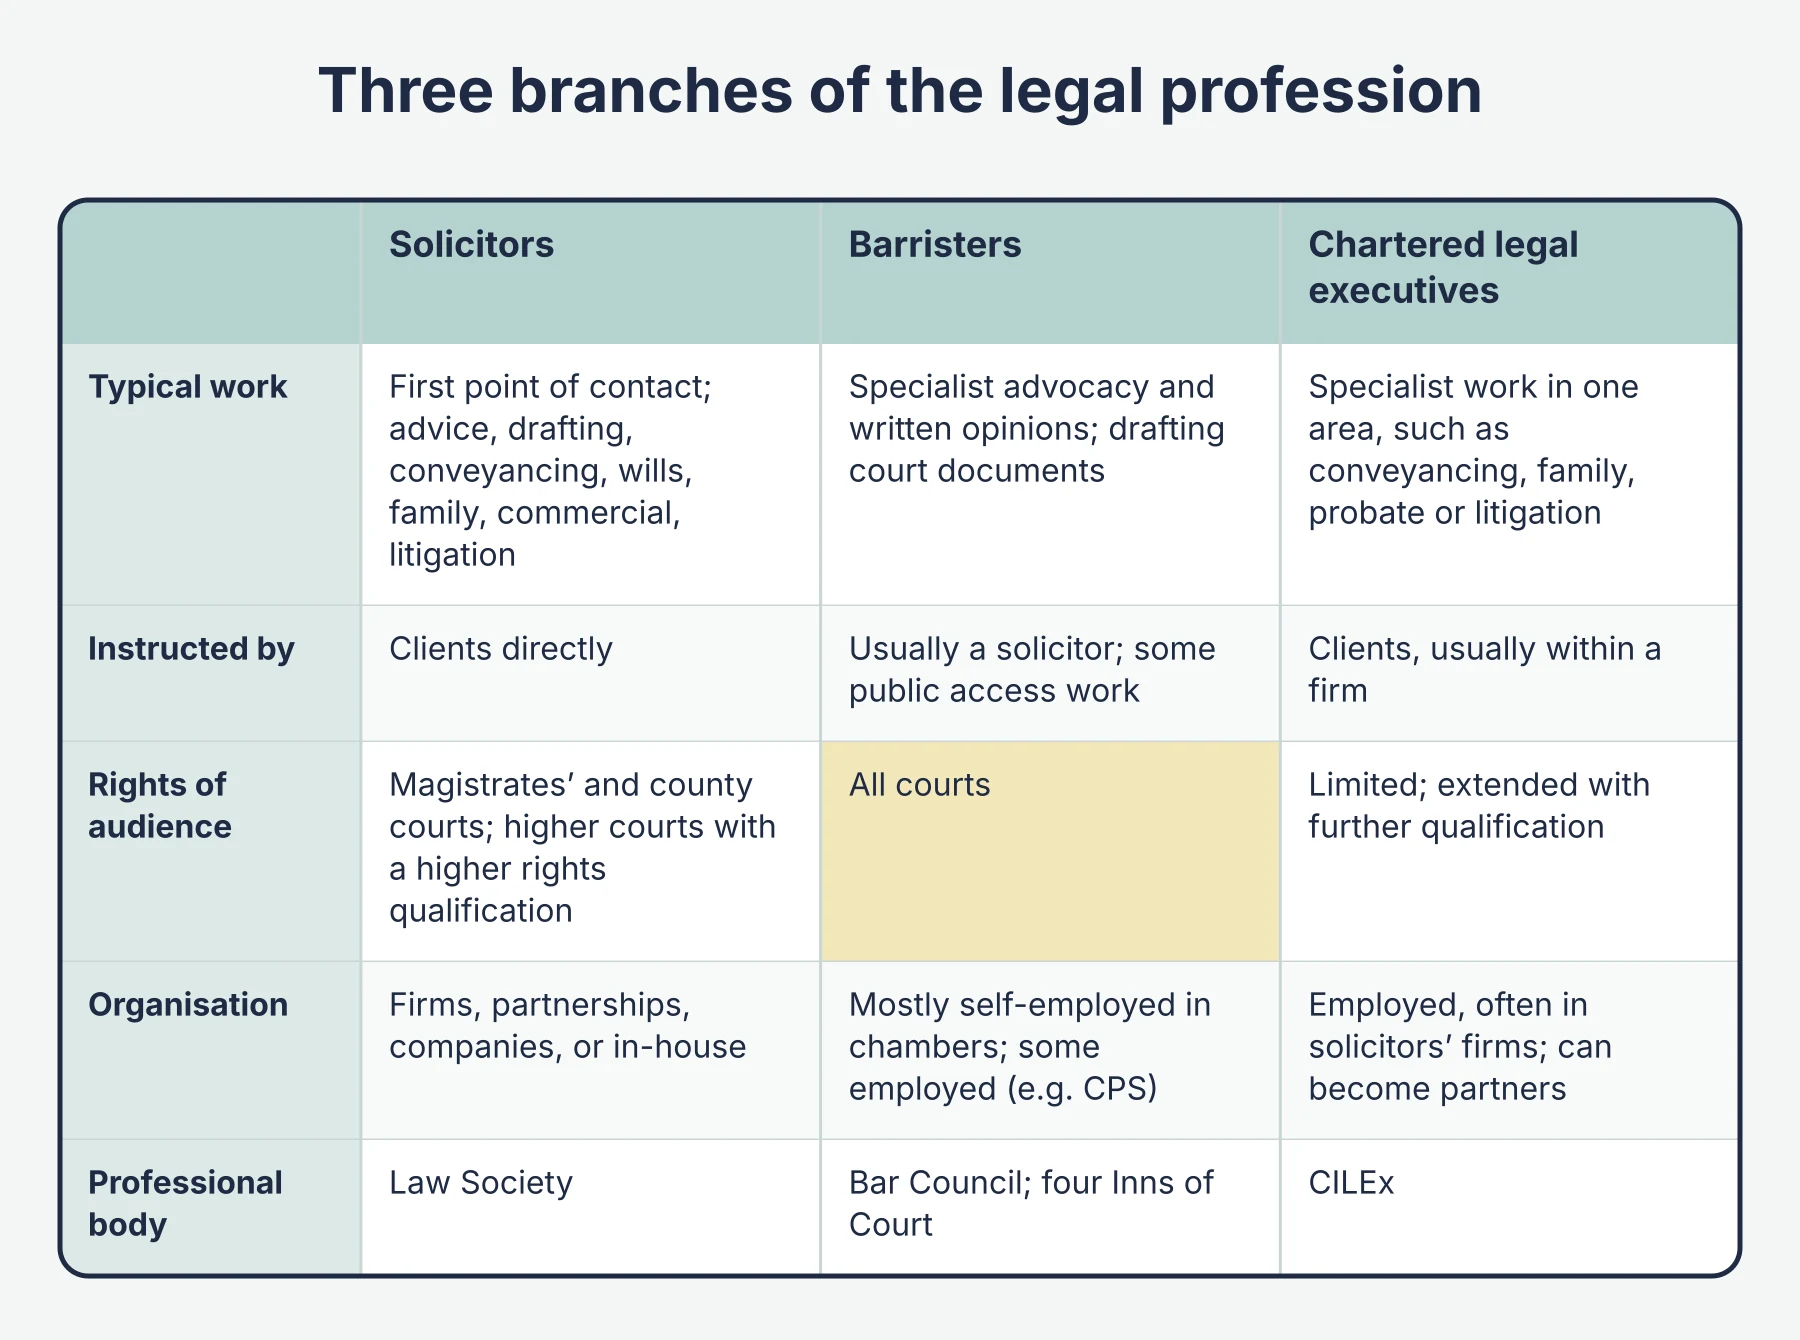 Three branches of the legal profession
Solicitors
Barristers
Chartered legal
executives
Typical work
First point of contact;
advice, drafting,
conveyancing, wills,
family, commercial,
litigation
Specialist advocacy and
written opinions; drafting
court documents
Specialist work in one
area, such as
conveyancing, family,
probate or litigation
Instructed by
Clients directly
Usually a solicitor; some
public access work
Clients, usually within a
firm
Rights of
audience
Magistrates’ and county
courts; higher courts with
a higher rights
qualification
All courts
Limited; extended with
further qualification
Organisation
Firms, partnerships,
companies, or in-house
Mostly self-employed in
chambers; some
employed (e.g. CPS)
Employed, often in
solicitors’ firms; can
become partners
Professional
body
Law Society
Bar Council; four Inns of
Court
CILEx